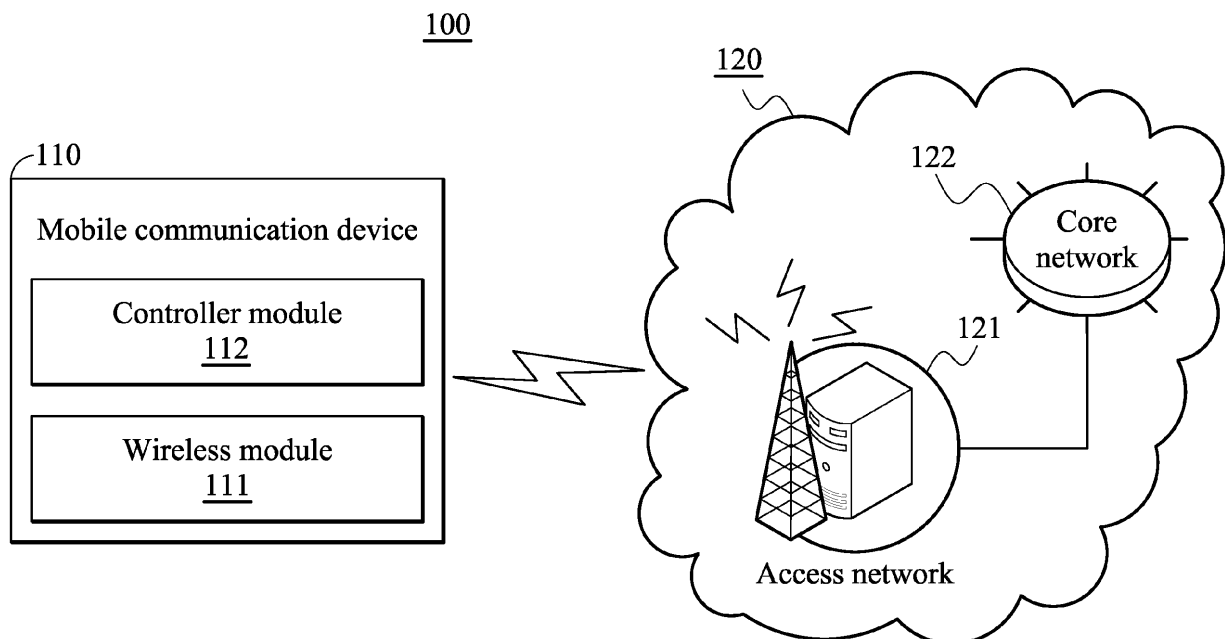 100
120
110
Mobile communication device
Controller module
112
Wireless module
111
122
Core
network
121
Access network